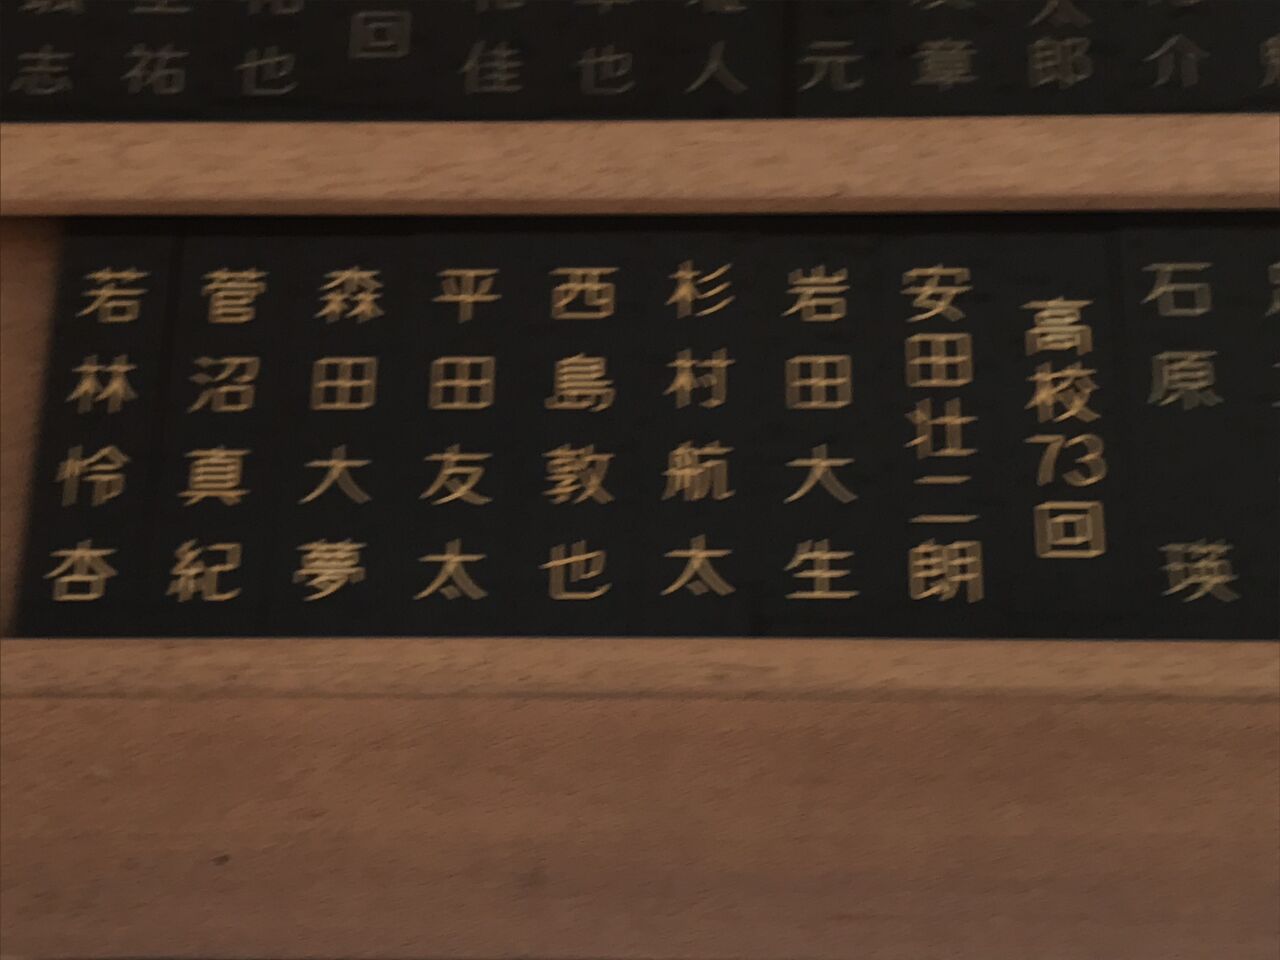 介
郎
章
元
人
也
佳
回
也
祐
志
石原瑛
高校73回
安田壮二朗
岩田大生
杉村航太
西島敦也
平田友太
森田大夢
菅沼真紀
若林怜杏